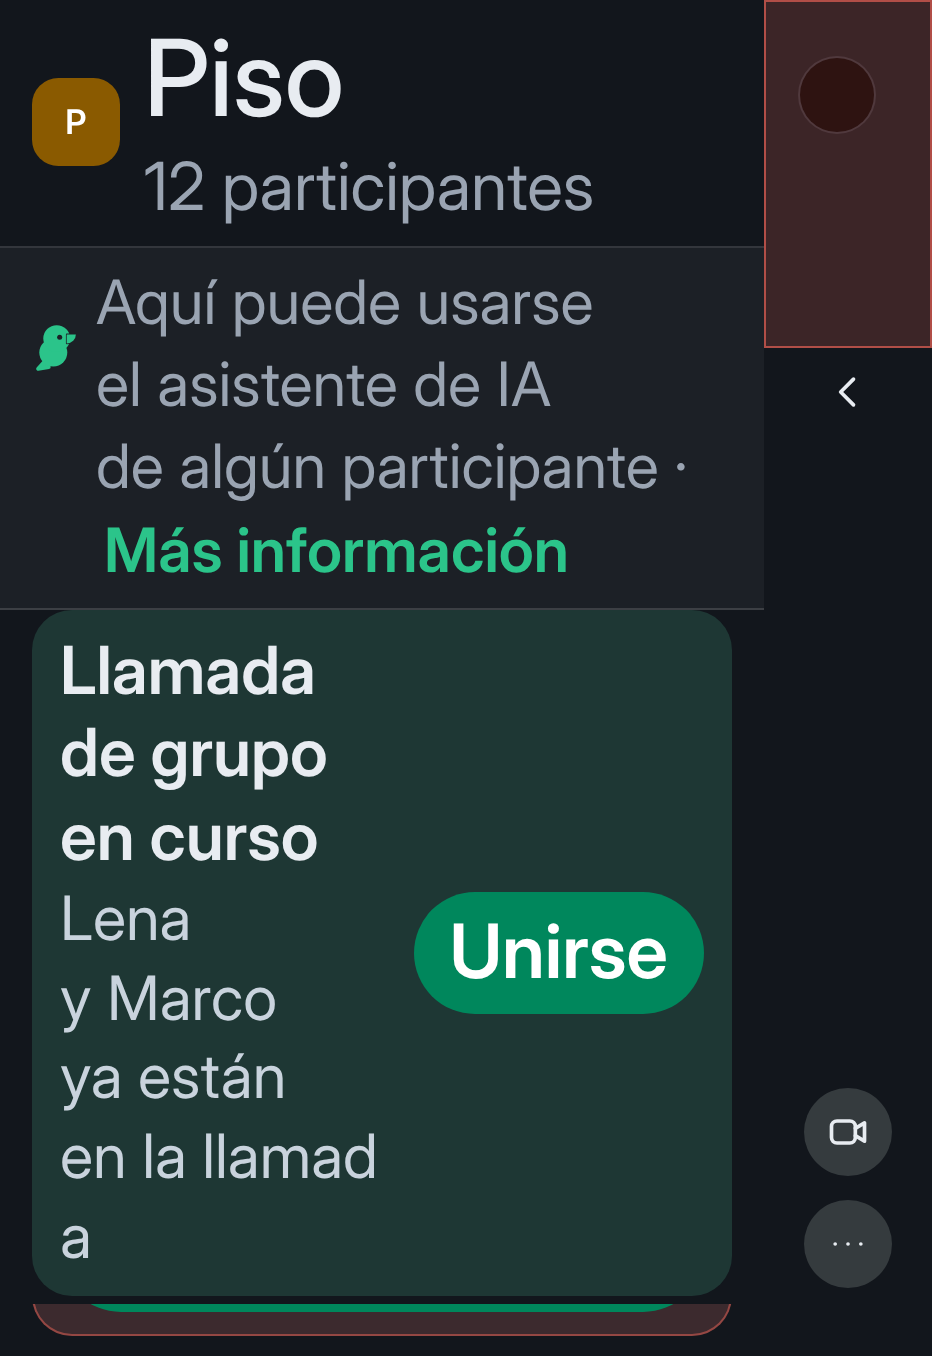 P
Piso
12 participantes
Aquí puede usarse
el asistente de IA
de algún participante ·
Más información
Llamada
de grupo
en curso
Lena
y Marco
ya están
en la llamad
a
Unirse